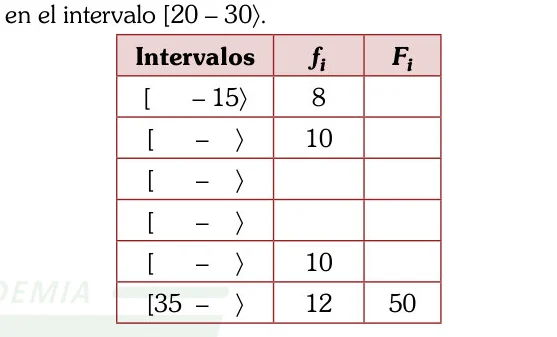 en el intervalo [20 – 30⟩.
Intervalos fᵢ Fᵢ
[ – 15⟩ 8
[ – ⟩ 10
[ – ⟩
[ – ⟩
[ – ⟩ 10
[35 – ⟩ 12 50
DEMIA